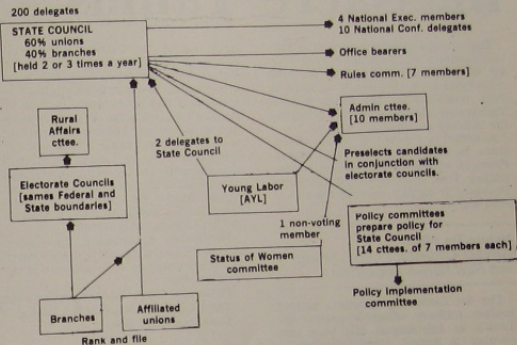 200 delegates
STATE COUNCIL
60% unions
40% branches
[held 2 or 3 times a year]
4 National Exec. members
10 National Conf. delegates
Office bearers
Rules comm. [7 members]
Admin cttee.
[10 members]
Rural
Affairs
cttee.
2 delegates to
State Council
Preselects candidates
in conjunction with
electorate councils.
Electorate Councils
[sames Federal and
State boundaries]
Young Labor
[AYL]
1 non-voting
member
Policy committees
prepare policy for
State Council
[14 cttees. of 7 members each]
Status of Women
committee
Policy implementation
committee
Branches
Affiliated
unions
Rank and file